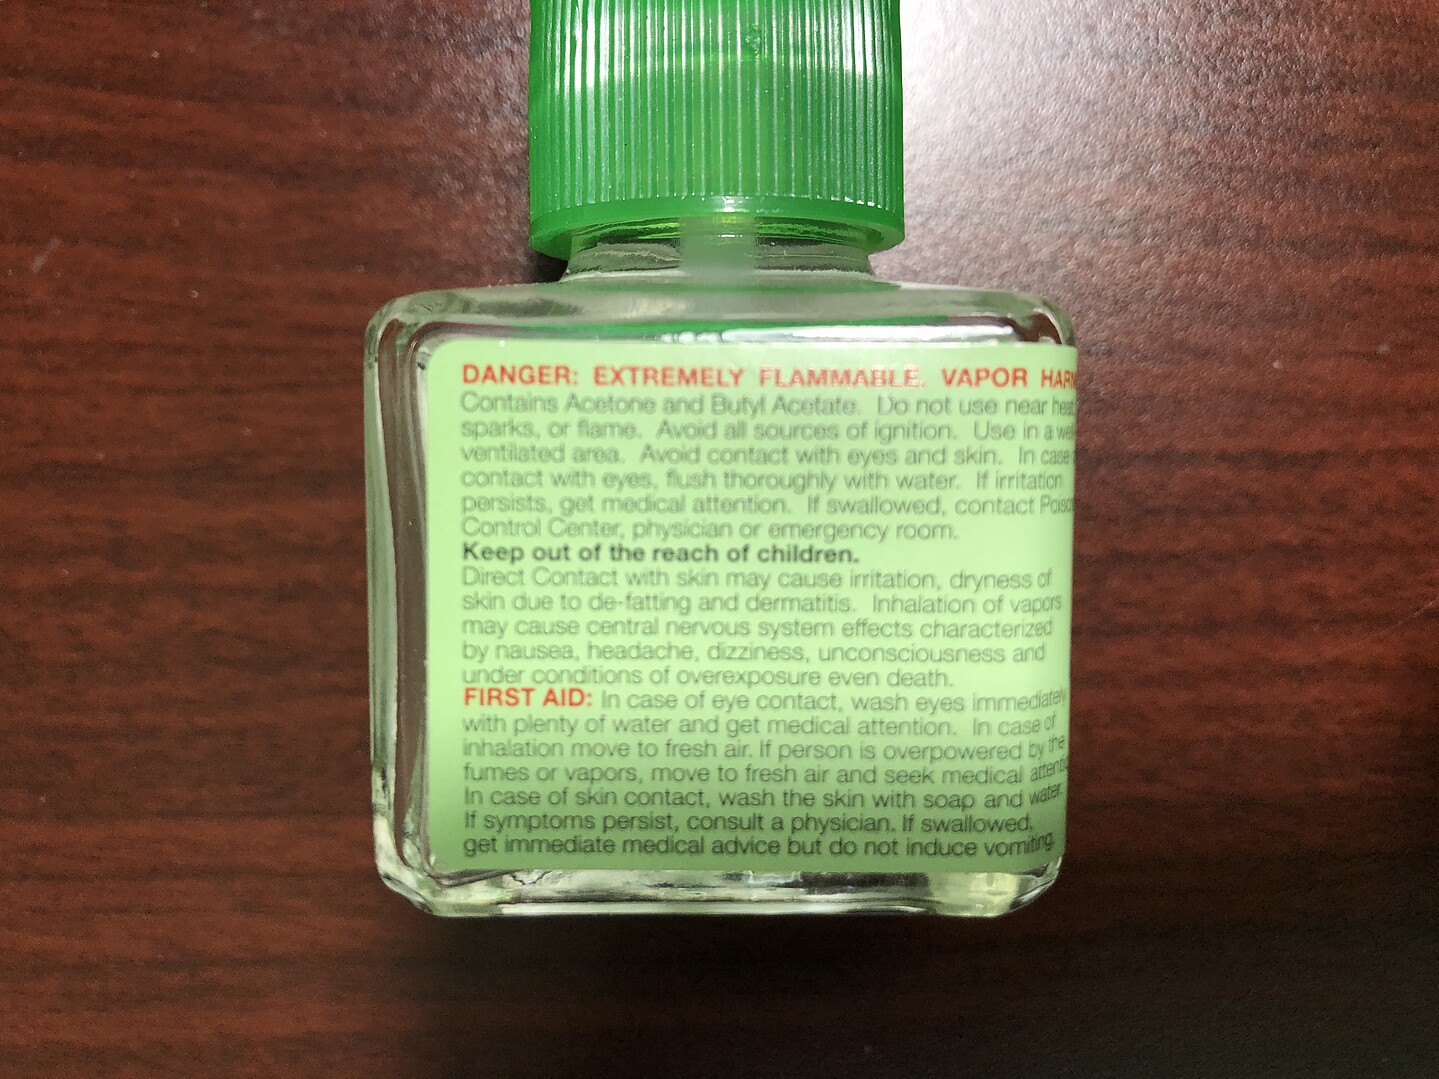 DANGER: EXTREMELY FLAMMABLE. VAPOR HARM
Contains Acetone and Butyl Acetate. Do not use near heat,
sparks, or flame. Avoid all sources of ignition. Use in a well
ventilated area. Avoid contact with eyes and skin. In case
contact with eyes, flush thoroughly with water. If irritation
persists, get medical attention. If swallowed, contact Poison
Control Center, physician or emergency room.
Keep out of the reach of children.
Direct Contact with skin may cause irritation, dryness of
skin due to de-fatting and dermatitis. Inhalation of vapors
may cause central nervous system effects characterized
by nausea, headache, dizziness, unconsciousness and
under conditions of overexposure even death.
FIRST AID: In case of eye contact, wash eyes immediately
with plenty of water and get medical attention. In case of
inhalation move to fresh air. If person is overpowered by the
fumes or vapors, move to fresh air and seek medical attenti
In case of skin contact, wash the skin with soap and water.
If symptoms persist, consult a physician. If swallowed,
get immediate medical advice but do not induce vomiting.